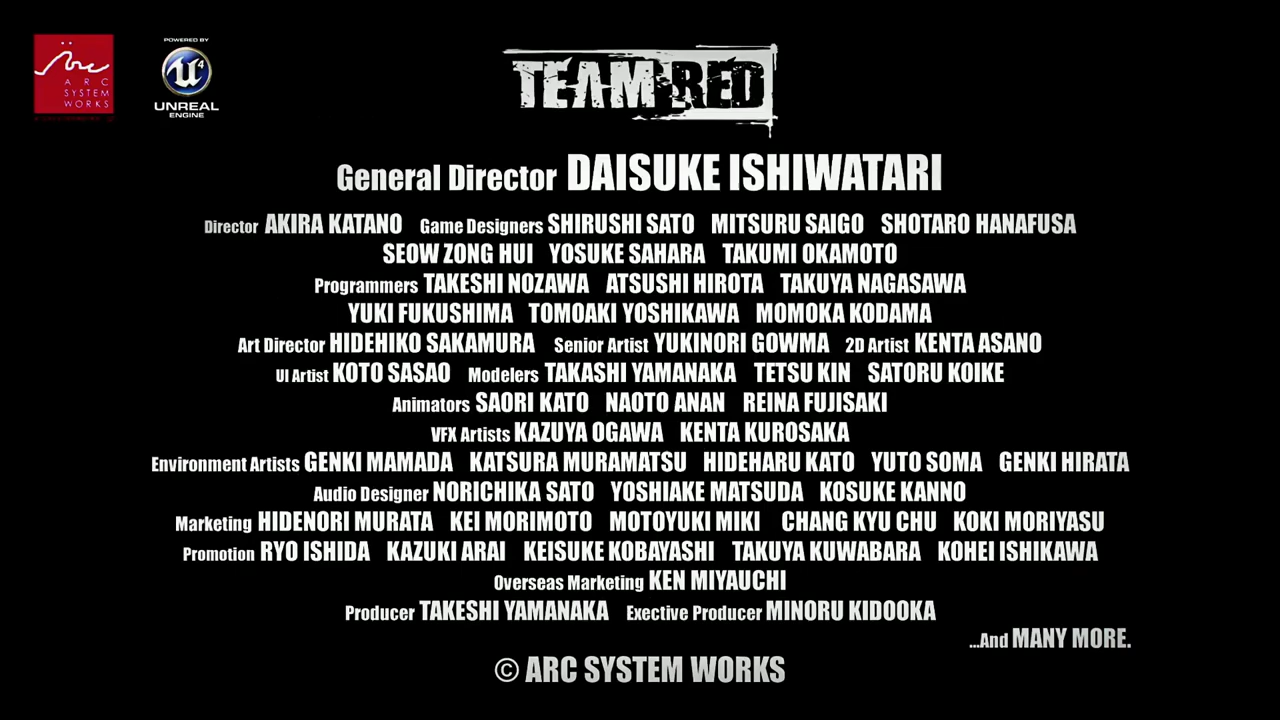 Arc
ARC
SYSTEM
WORKS
POWERED BY
U4
UNREAL
ENGINE
TEAM RED
General Director DAISUKE ISHIWATARI
Director AKIRA KATANO Game Designers SHIRUSHI SATO MITSURU SAIGO SHOTARO HANAFUSA
SEOW ZONG HUI YOSUKE SAHARA TAKUMI OKAMOTO
Programmers TAKESHI NOZAWA ATSUSHI HIROTA TAKUYA NAGASAWA
YUKI FUKUSHIMA TOMOAKI YOSHIKAWA MOMOKA KODAMA
Art Director HIDEHIKO SAKAMURA Senior Artist YUKINORI GOWMA 2D Artist KENTA ASANO
UI Artist KOTO SASAO Modelers TAKASHI YAMANAKA TETSU KIN SATORU KOIKE
Animators SAORI KATO NAOTO ANAN REINA FUJISAKI
VFX Artists KAZUYA OGAWA KENTA KUROSAKA
Environment Artists GENKI MAMADA KATSURA MURAMATSU HIDEHARU KATO YUTO SOMA GENKI HIRATA
Audio Designer NORICHIKA SATO YOSHIAKE MATSUDA KOSUKE KANNO
Marketing HIDENORI MURATA KEI MORIMOTO MOTOYUKI MIKI CHANG KYU CHU KOKI MORIYASU
Promotion RYO ISHIDA KAZUKI ARAI KEISUKE KOBAYASHI TAKUYA KUWABARA KOHEI ISHIKAWA
Overseas Marketing KEN MIYAUCHI
Producer TAKESHI YAMANAKA Exective Producer MINORU KIDOOKA
...And MANY MORE.
© ARC SYSTEM WORKS